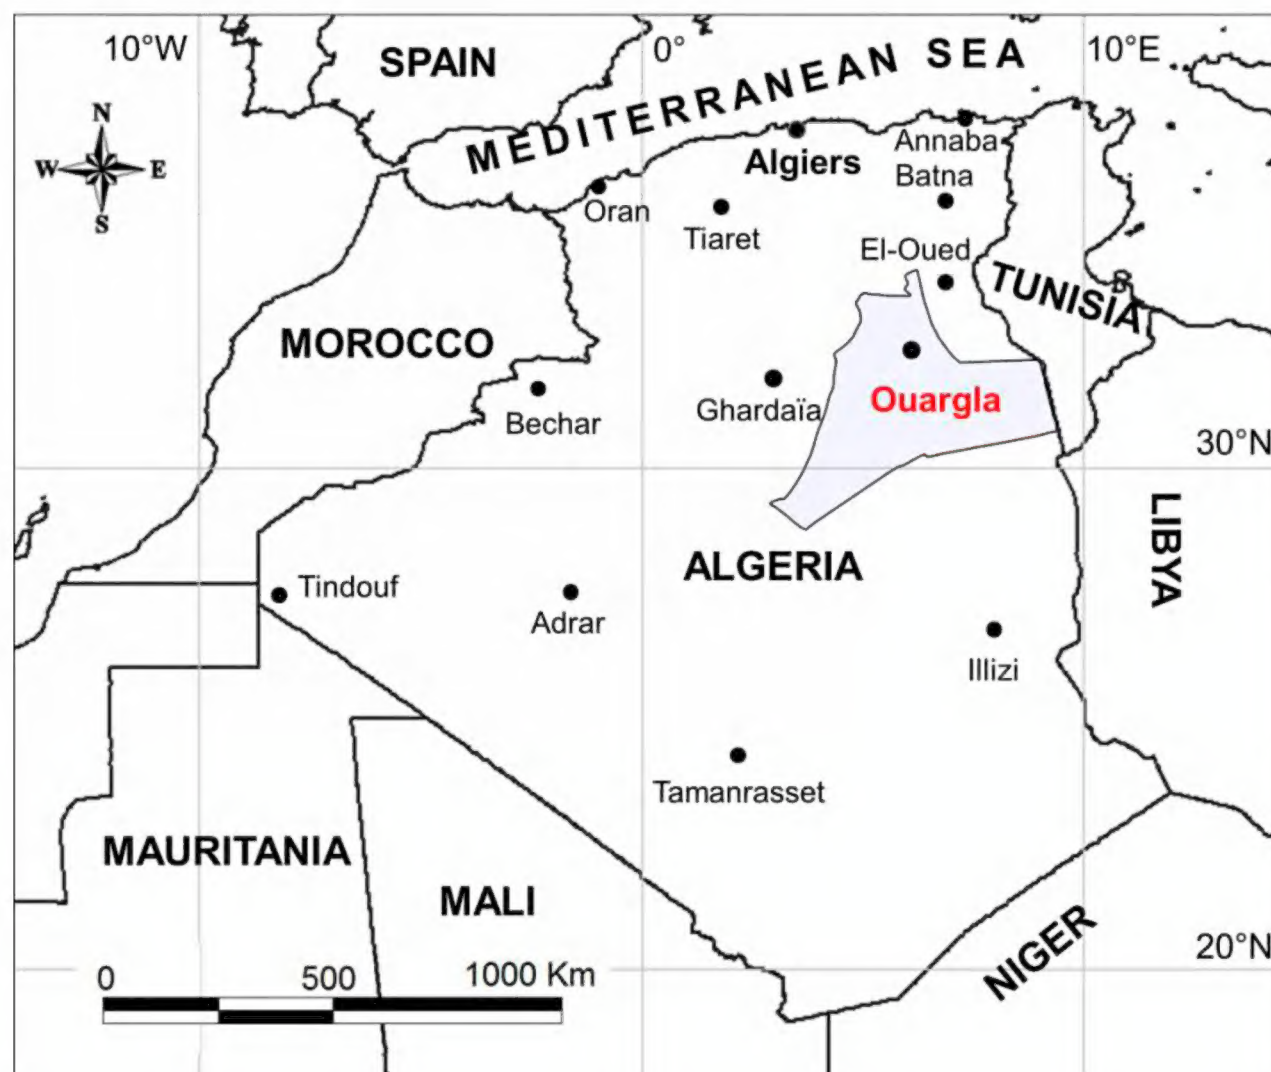 10°W
0°
10°E
SPAIN
MEDITERRANEAN SEA
N
W
E
S
Algiers
Annaba
Batna
Oran
Tiaret
El-Oued
TUNISIA
MOROCCO
Ghardaïa
Ouargla
Bechar
30°N
LIBYA
ALGERIA
Tindouf
Adrar
Illizi
Tamanrasset
MAURITANIA
MALI
NIGER
20°N
0 500 1000 Km